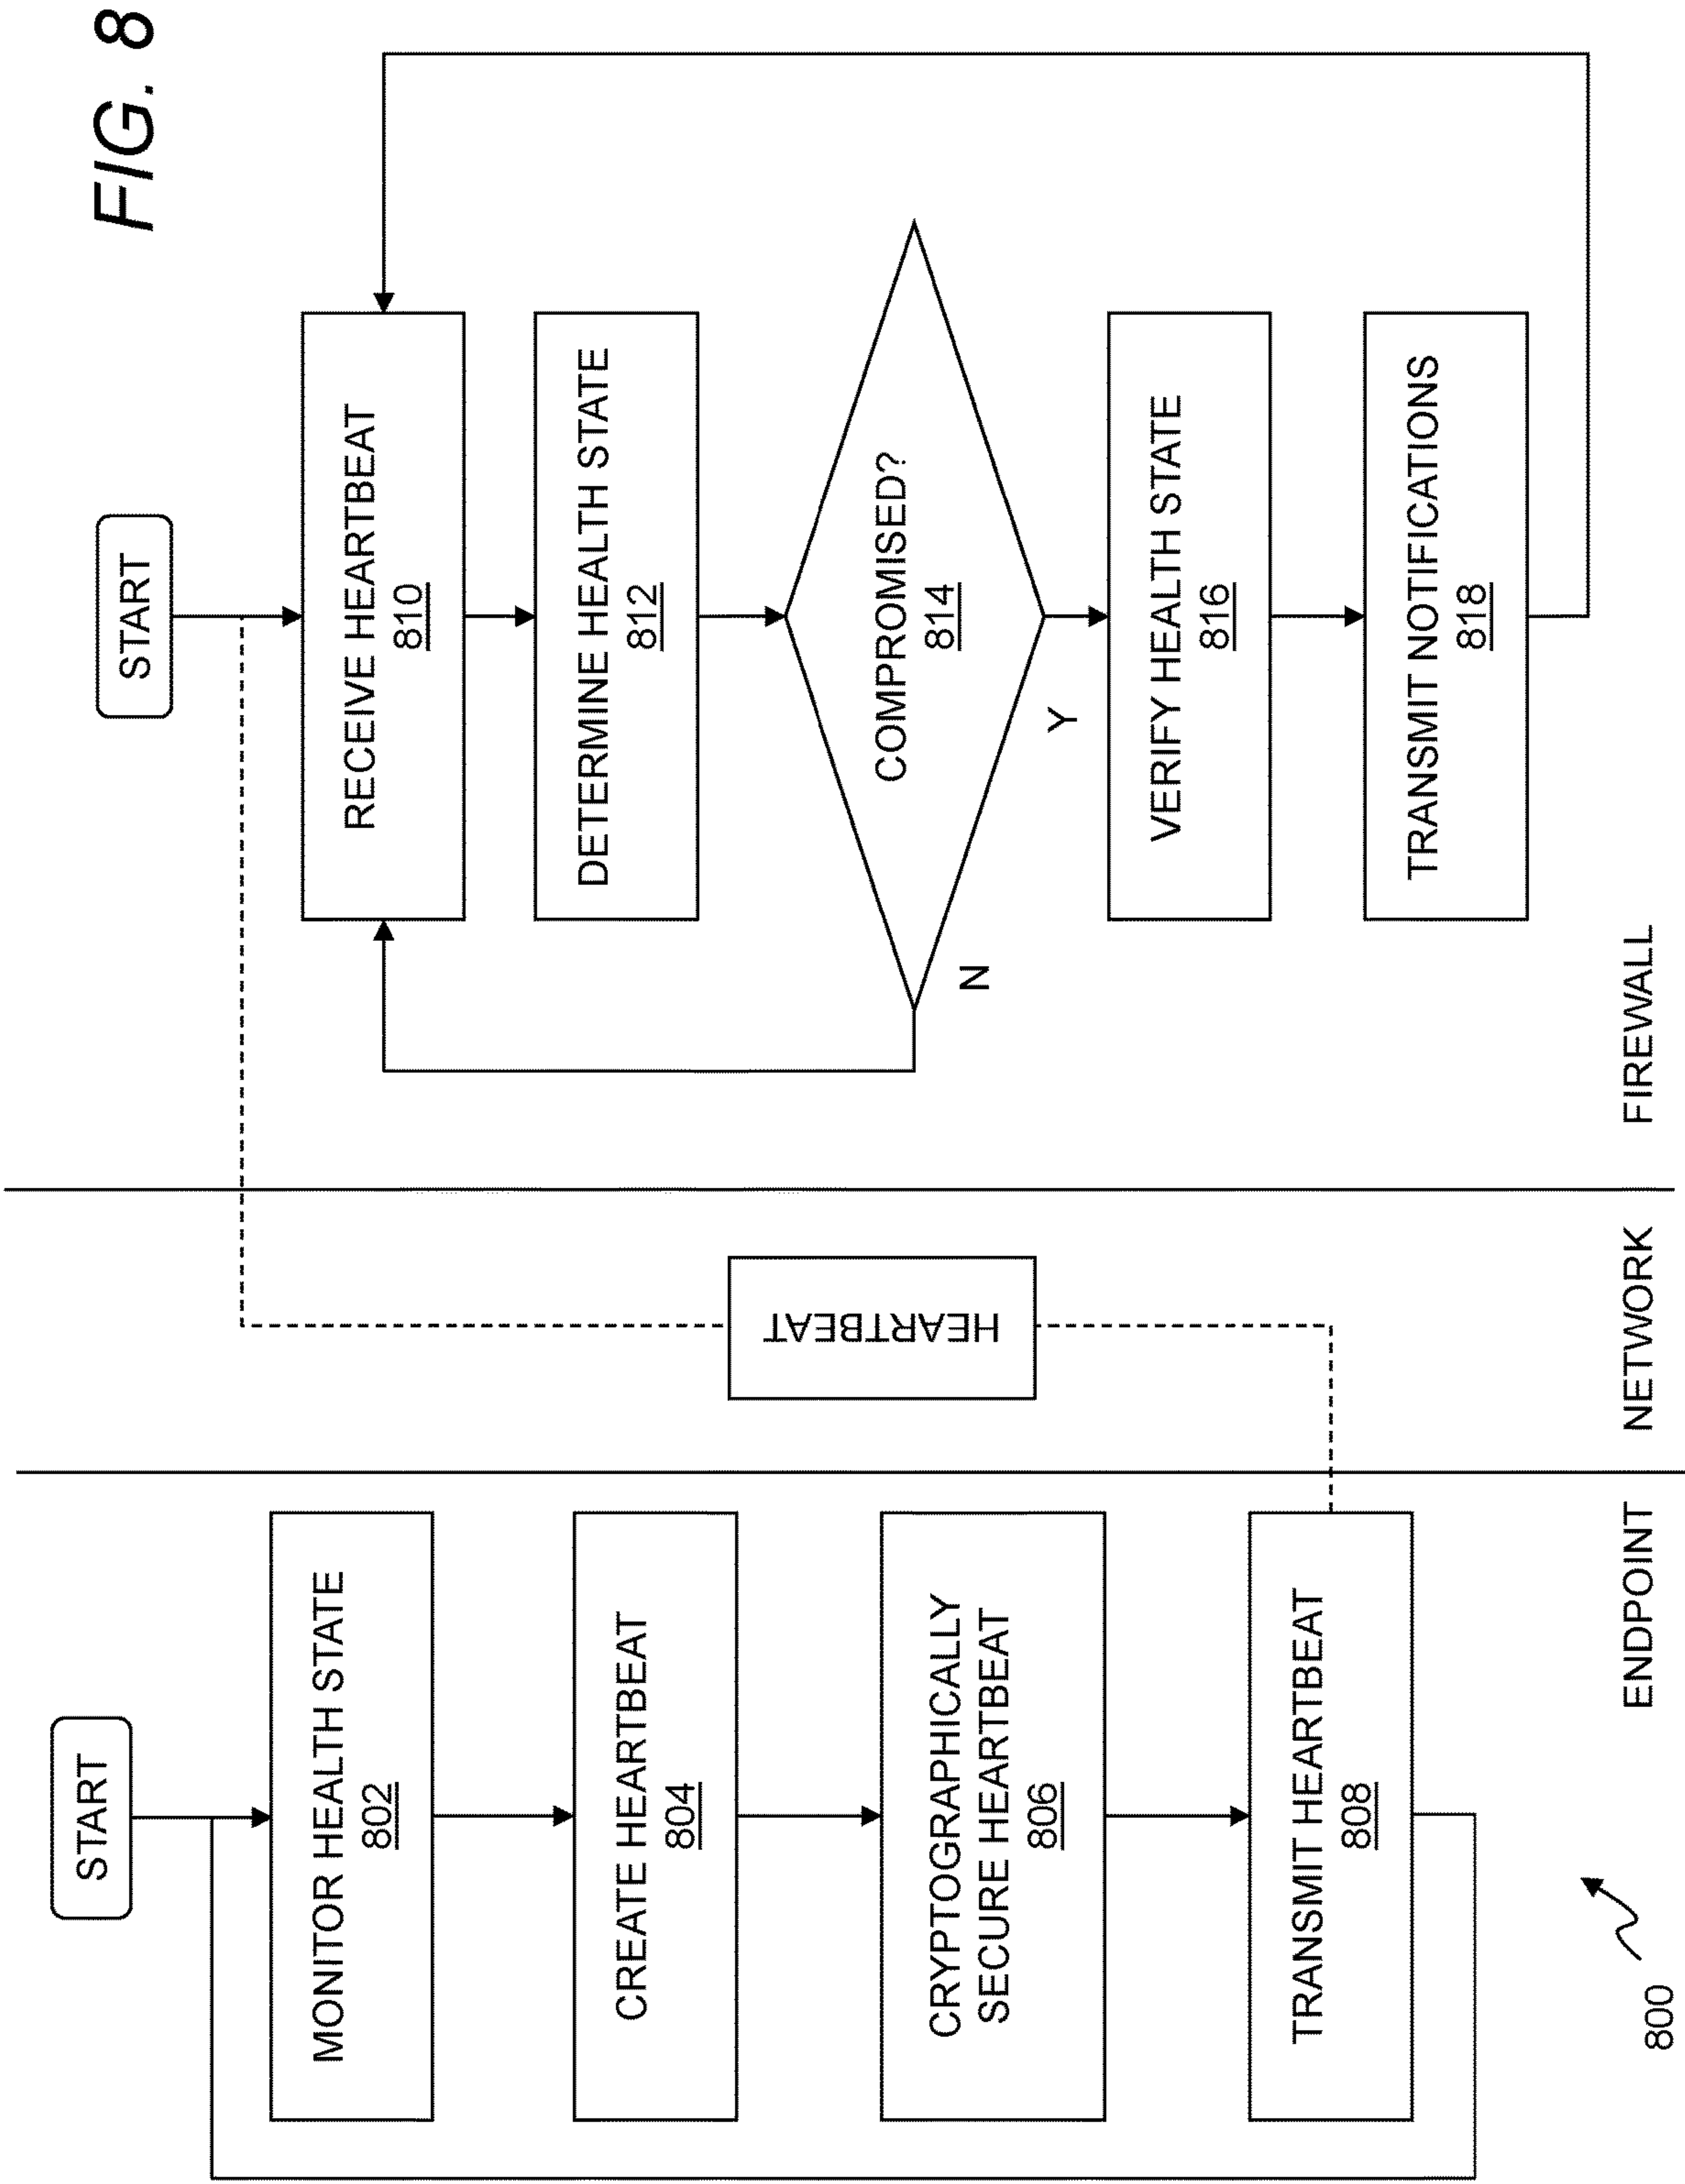 FIG. 8
START
MONITOR HEALTH STATE
802
CREATE HEARTBEAT
804
CRYPTOGRAPHICALLY
SECURE HEARTBEAT
806
TRANSMIT HEARTBEAT
808
ENDPOINT
800
HEARTBEAT
NETWORK
START
RECEIVE HEARTBEAT
810
DETERMINE HEALTH STATE
812
COMPROMISED?
814
N
Y
VERIFY HEALTH STATE
816
TRANSMIT NOTIFICATIONS
818
FIREWALL